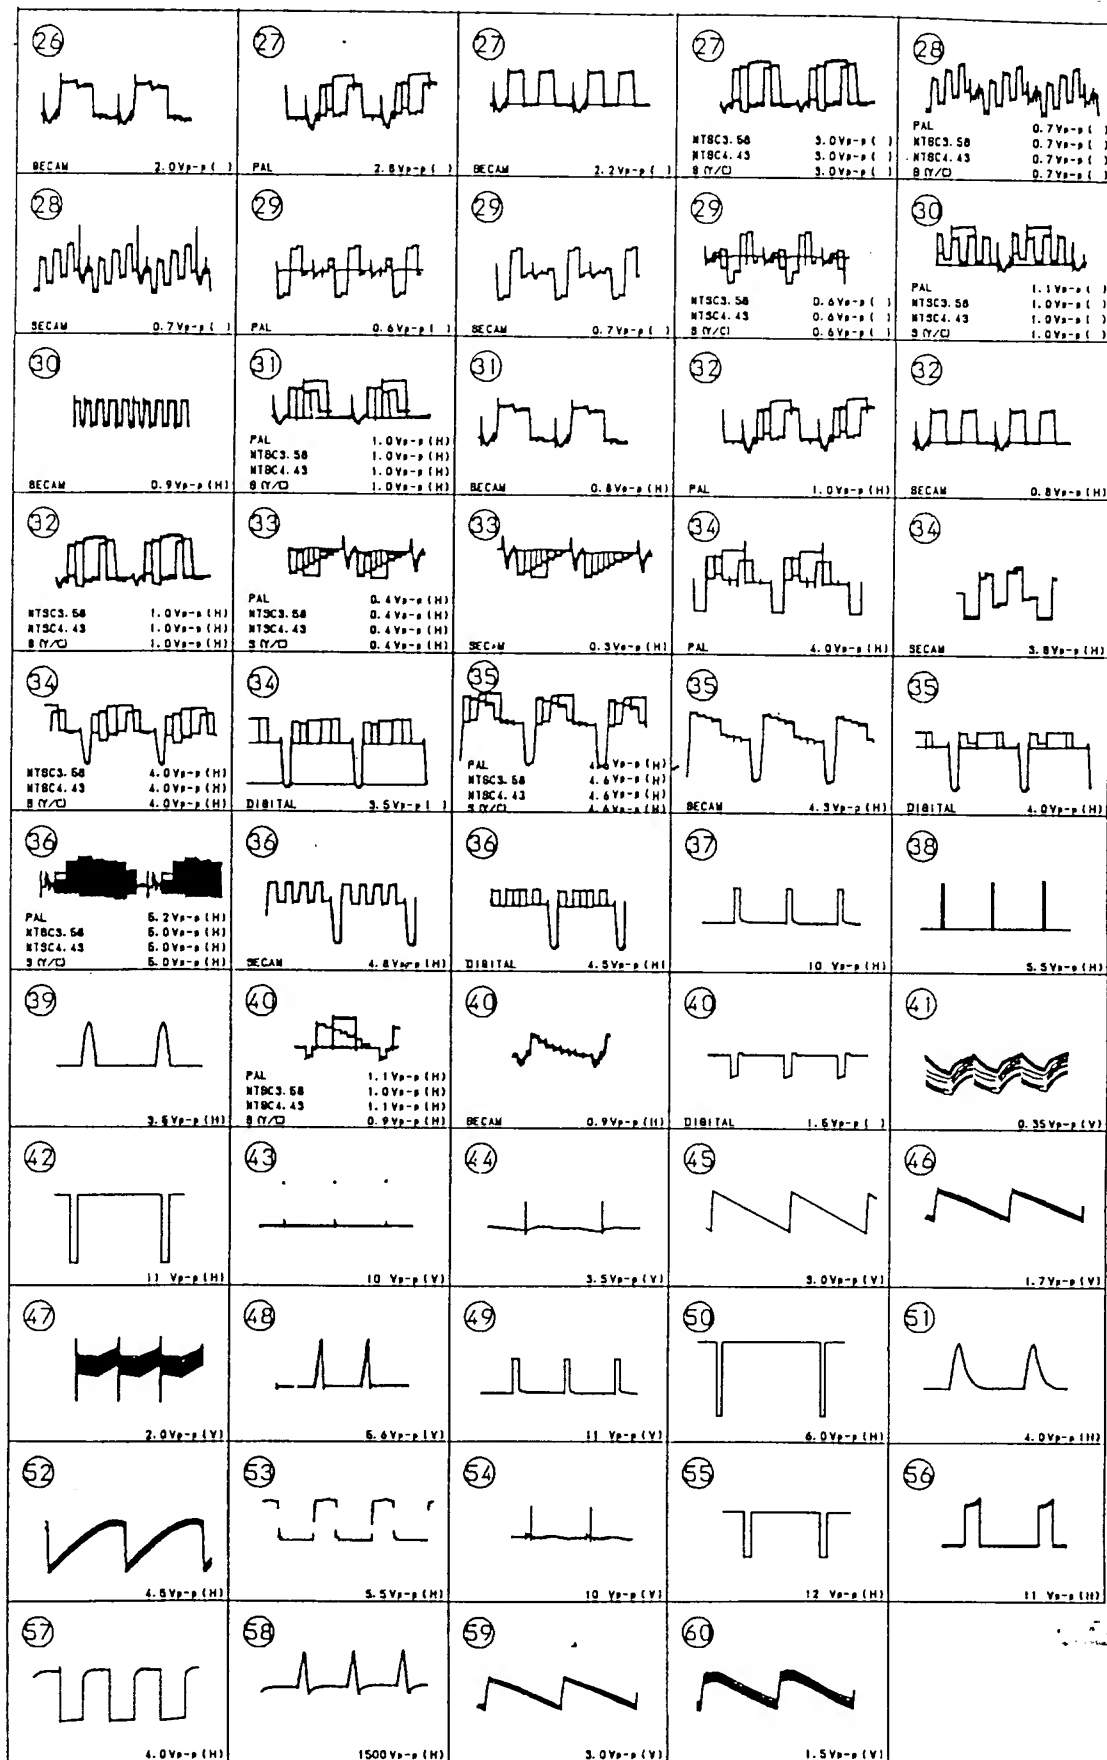 26
SECAM 2.0Vp-p ( )
27
PAL 2.8Vp-p ( )
27
SECAM 2.2Vp-p ( )
27
NTSC3.58 3.0Vp-p ( )
NTSC4.43 3.0Vp-p ( )
S (Y/C) 3.0Vp-p ( )
28
PAL 0.7Vp-p ( )
NTSC3.58 0.7Vp-p ( )
NTSC4.43 0.7Vp-p ( )
S (Y/C) 0.7Vp-p ( )
28
SECAM 0.7Vp-p ( )
29
PAL 0.6Vp-p ( )
29
SECAM 0.7Vp-p ( )
29
NTSC3.58 0.6Vp-p ( )
NTSC4.43 0.6Vp-p ( )
S (Y/C) 0.6Vp-p ( )
30
PAL 1.1Vp-p ( )
NTSC3.58 1.0Vp-p ( )
NTSC4.43 1.0Vp-p ( )
S (Y/C) 1.0Vp-p ( )
30
SECAM 0.9Vp-p (H)
31
PAL 1.0Vp-p (H)
NTSC3.58 1.0Vp-p (H)
NTSC4.43 1.0Vp-p (H)
S (Y/C) 1.0Vp-p (H)
31
SECAM 0.8Vp-p (H)
32
PAL 1.0Vp-p (H)
32
SECAM 0.8Vp-p (H)
32
NTSC3.58 1.0Vp-p (H)
NTSC4.43 1.0Vp-p (H)
S (Y/C) 1.0Vp-p (H)
33
PAL 0.4Vp-p (H)
NTSC3.58 0.4Vp-p (H)
NTSC4.43 0.4Vp-p (H)
S (Y/C) 0.4Vp-p (H)
33
SECAM 0.3Vp-p (H)
34
PAL 4.0Vp-p (H)
34
SECAM 3.8Vp-p (H)
34
NTSC3.58 4.0Vp-p (H)
NTSC4.43 4.0Vp-p (H)
S (Y/C) 4.0Vp-p (H)
34
DIGITAL 3.5Vp-p ( )
35
PAL 4.6Vp-p (H)
NTSC3.58 4.6Vp-p (H)
NTSC4.43 4.6Vp-p (H)
S (Y/C) 4.6Vp-p (H)
35
SECAM 4.3Vp-p (H)
35
DIGITAL 4.0Vp-p (H)
36
PAL 5.2Vp-p (H)
NTSC3.58 5.0Vp-p (H)
NTSC4.43 5.0Vp-p (H)
S (Y/C) 5.0Vp-p (H)
36
SECAM 4.8Vp-p (H)
36
DIGITAL 4.5Vp-p (H)
37
10 Vp-p (H)
38
5.5Vp-p (H)
39
3.6Vp-p (H)
40
PAL 1.1Vp-p (H)
NTSC3.58 1.0Vp-p (H)
NTSC4.43 1.1Vp-p (H)
S (Y/C) 0.9Vp-p (H)
40
SECAM 0.9Vp-p (H)
40
DIGITAL 1.6Vp-p ( )
41
0.35Vp-p (V)
42
11 Vp-p (H)
43
10 Vp-p (V)
44
3.5Vp-p (V)
45
3.0Vp-p (V)
46
1.7Vp-p (V)
47
2.0Vp-p (V)
48
5.6Vp-p (V)
49
11 Vp-p (V)
50
6.0Vp-p (H)
51
4.0Vp-p (H)
52
4.5Vp-p (H)
53
5.5Vp-p (H)
54
10 Vp-p (V)
55
12 Vp-p (H)
56
11 Vp-p (H)
57
4.0Vp-p (H)
58
1500Vp-p (H)
59
3.0Vp-p (V)
60
1.5Vp-p (V)